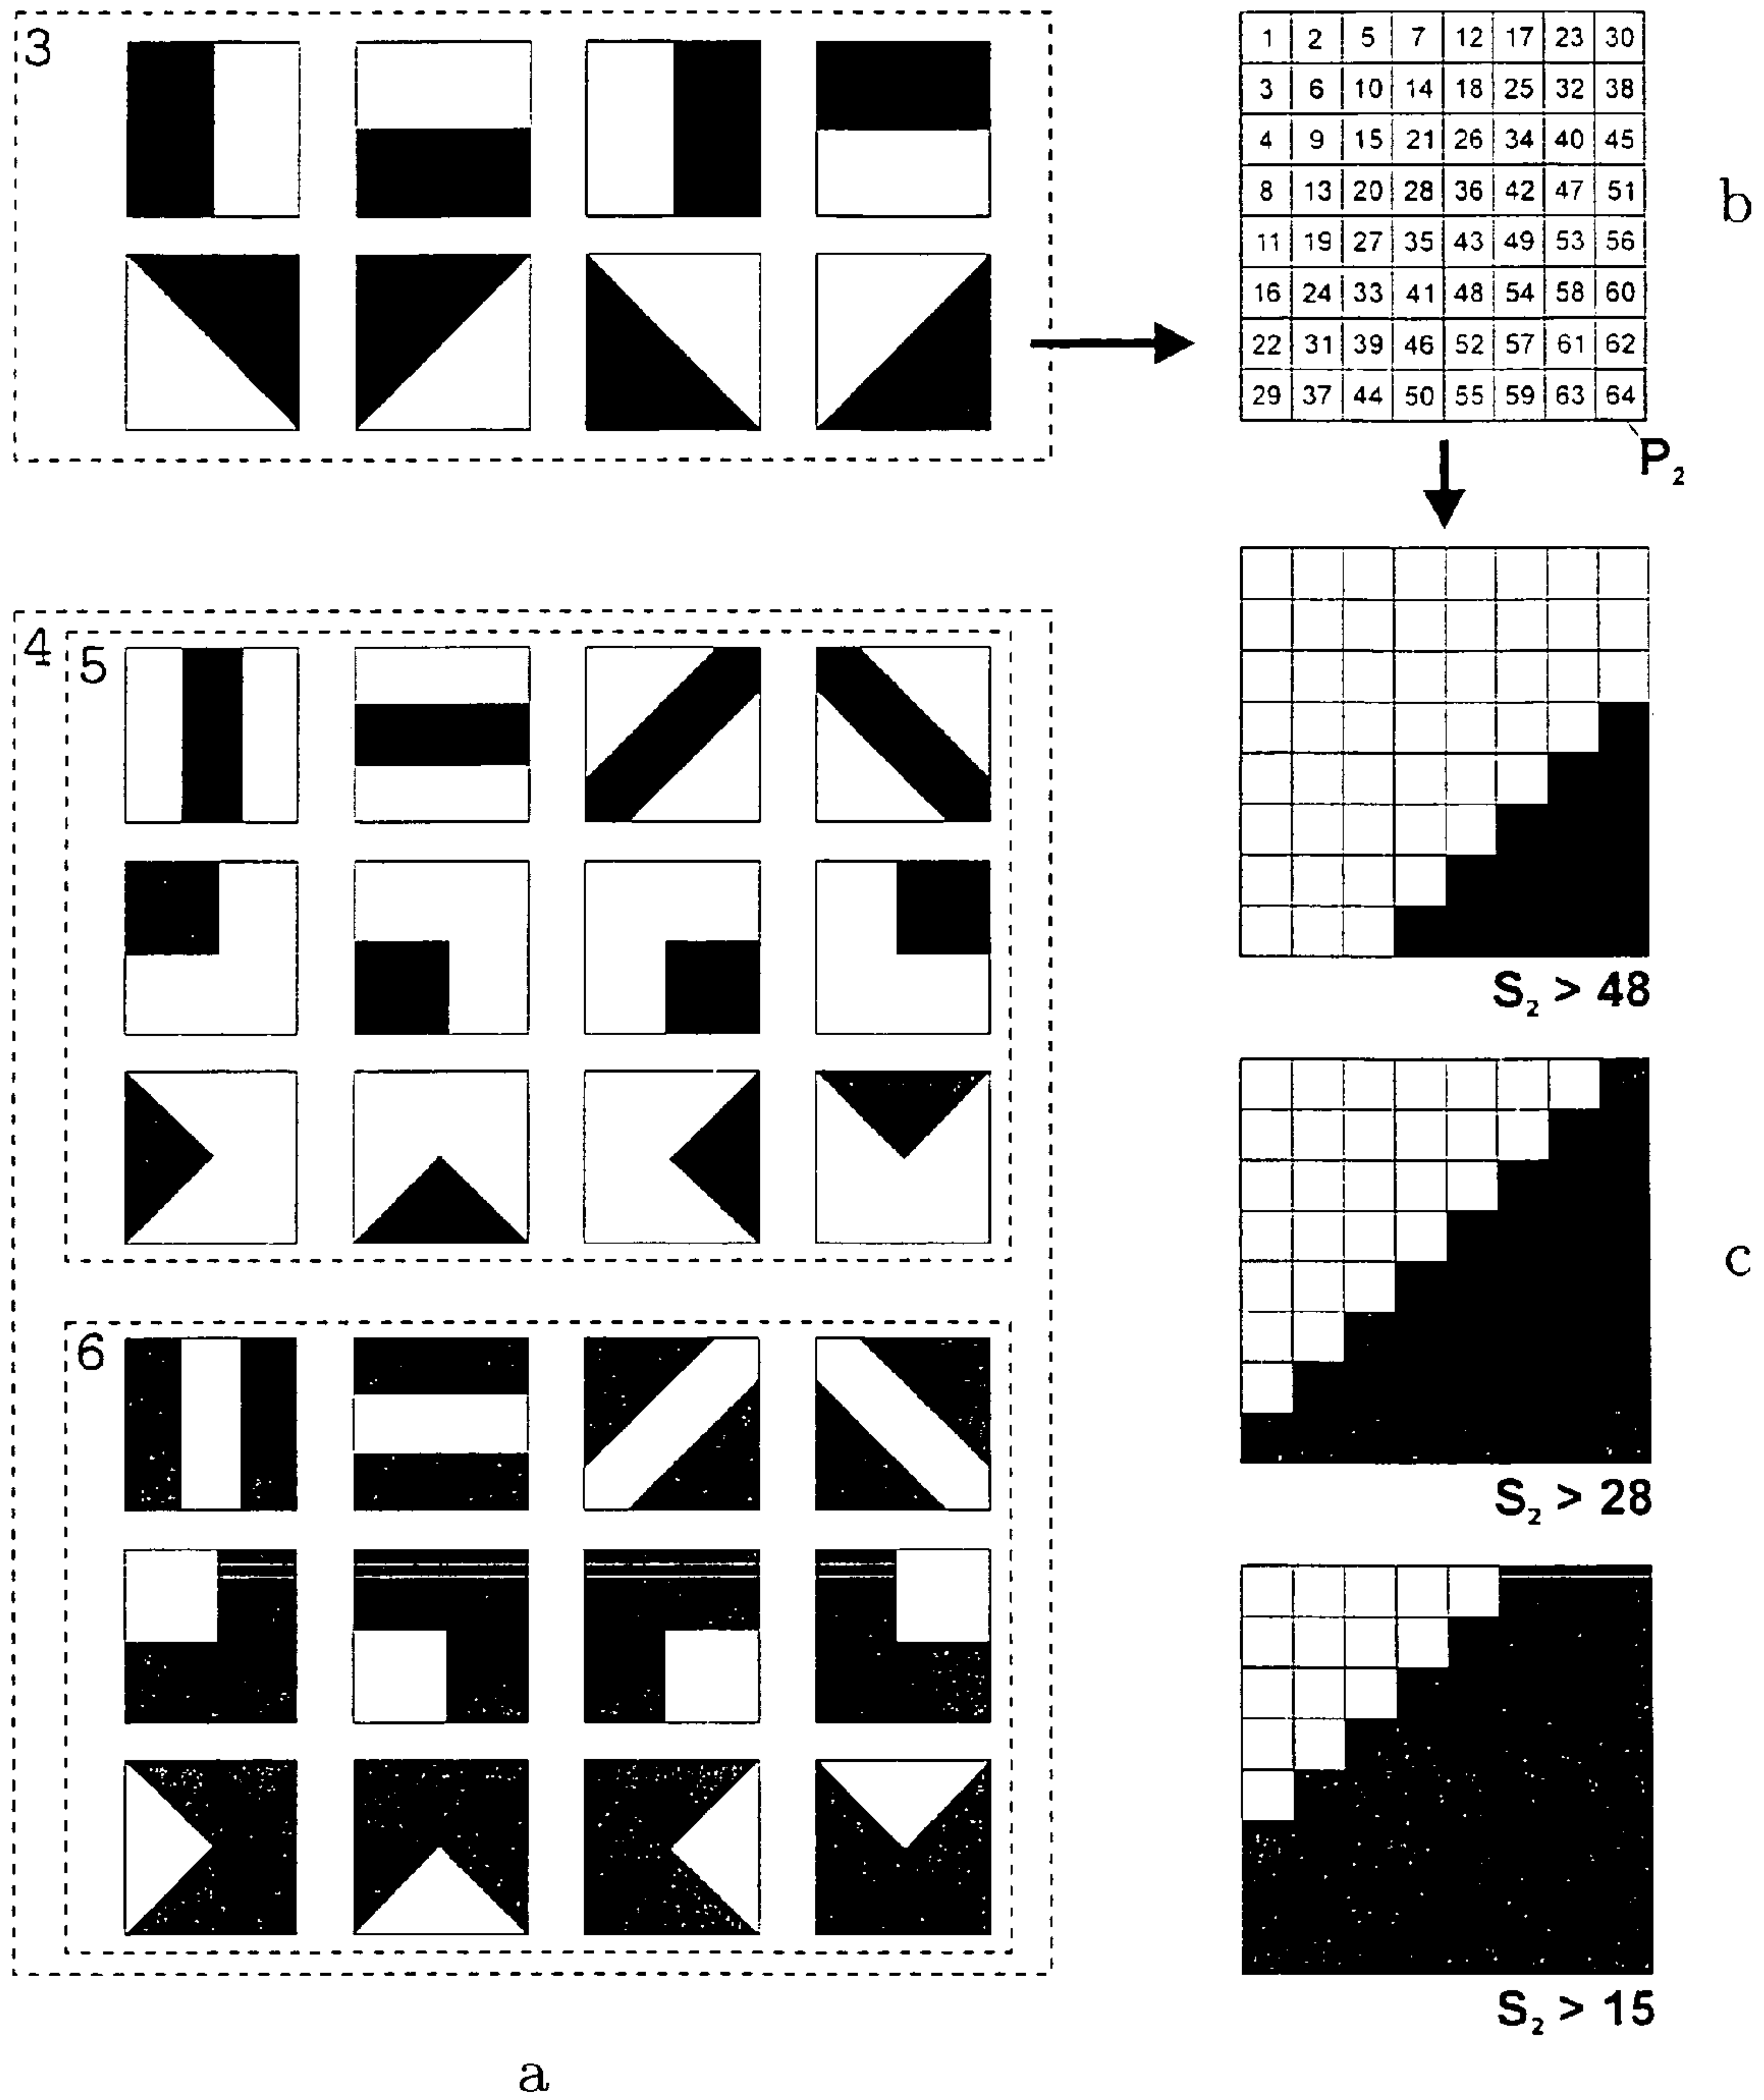 3
1 2 5 7 12 17 23 30
3 6 10 14 18 25 32 38
4 9 15 21 26 34 40 45
8 13 20 28 36 42 47 51
11 19 27 35 43 49 53 56
16 24 33 41 48 54 58 60
22 31 39 46 52 57 61 62
29 37 44 50 55 59 63 64
b
P₂
4
5
S₂ > 48
c
6
S₂ > 28
S₂ > 15
a